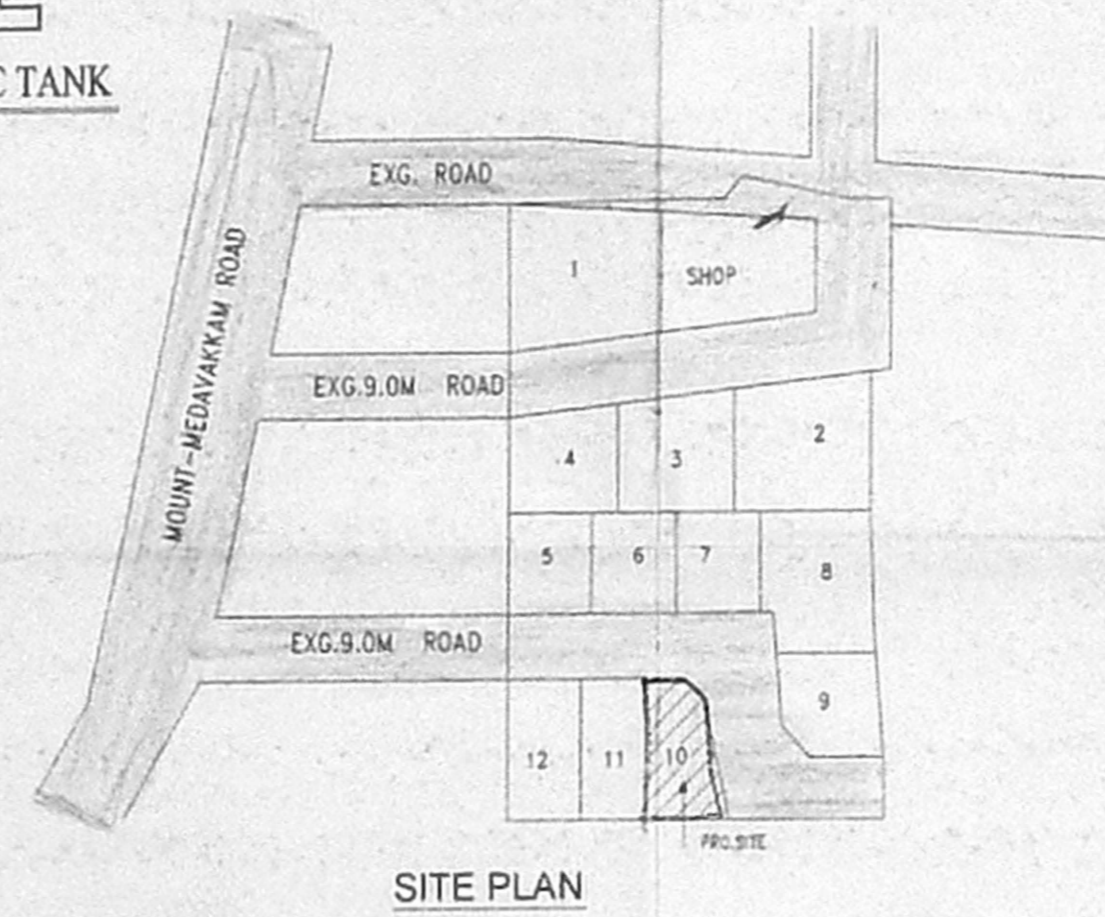 C TANK
EXG. ROAD
MOUNT-MEDAVAKKAM ROAD
1
SHOP
EXG.9.0M ROAD
2
4
3
5
6
7
8
EXG.9.0M ROAD
9
12
11
10
PRO.SITE
SITE PLAN